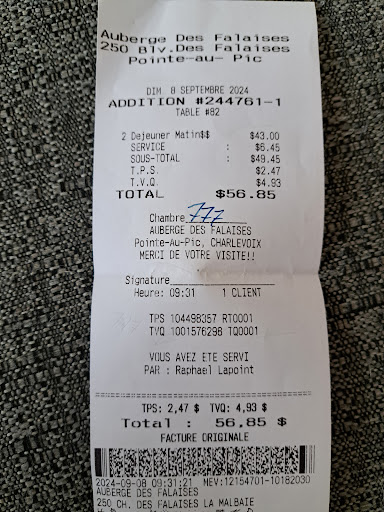 Auberge Des Falaises
250 Blv.Des Falaises
Pointe-au- Pic
DIM 8 SEPTEMBRE 2024
ADDITION #244761-1
TABLE #82
2 Dejeuner Matin$$ $43.00
SERVICE : $6.45
SOUS-TOTAL : $49.45
T.P.S. $2.47
T.V.Q. $4.93
TOTAL $56.85
Chambre 777
AUBERGE DES FALAISES
Pointe-Au-Pic, CHARLEVOIX
MERCI DE VOTRE VISITE!!
Signature
Heure: 09:31 1 CLIENT
TPS 104498357 RT0001
TVQ 1001576298 TQ0001
VOUS AVEZ ETE SERVI
PAR : Raphael Lapoint
TPS: 2,47 $ TVQ: 4,93 $
Total : 56,85 $
FACTURE ORIGINALE
2024-09-08 09:31:21 MEV:12154701-10182030
AUBERGE DES FALAISES
250 CH. DES FALAISES LA MALBAIE